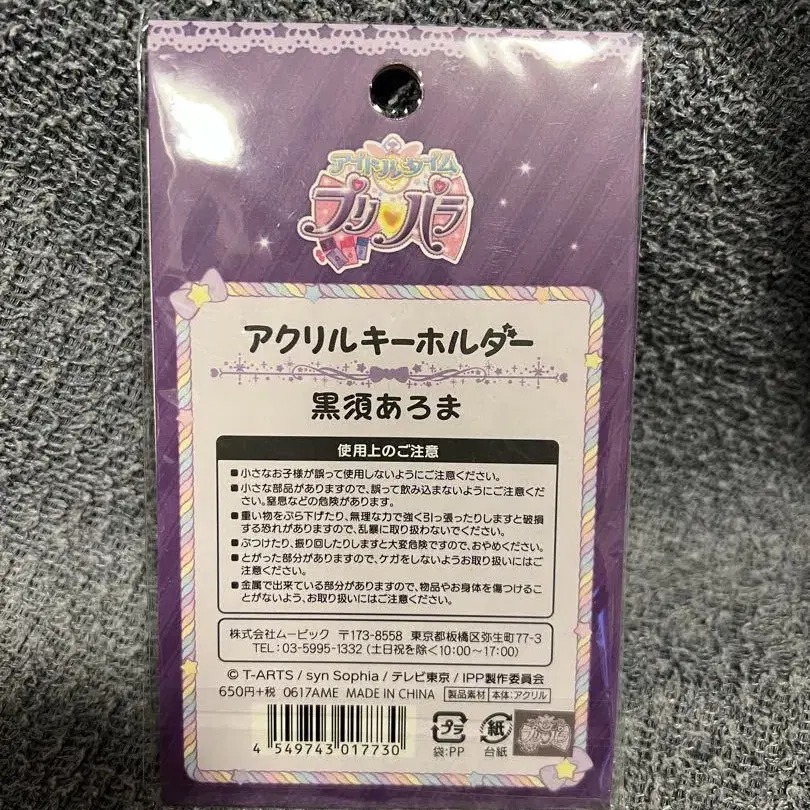 アイドルタイム
プリパラ
アクリルキーホルダー
黒須あろま
使用上のご注意
■小さなお子様が誤って使用しないようにご注意ください。
■小さな部品がありますので、誤って飲み込まないようにご注意くだ
さい。窒息などの危険があります。
■重い物をぶら下げたり、無理な力で強く引っ張ったりしますと破損
する恐れがありますので、乱暴に取り扱わないでください。
■ぶつけたり、振り回したりしますと大変危険ですので、おやめください。
■とがった部分がありますので、ケガをしないようお取り扱いにはご
注意ください。
■金属で出来ている部分がありますので、物品やお身体を傷つけるこ
とがないよう、お取り扱いにはご注意ください。
株式会社ムービック 〒173-8558 東京都板橋区弥生町77-3
TEL:03-5995-1332 (土日祝を除く10:00~17:00)
© T-ARTS / syn Sophia / テレビ東京 / IPP製作委員会
650円+税 0617AME MADE IN CHINA 製品素材 本体:アクリル
4 549743 017730
プラ
袋:PP
紙
台紙
プリパラ